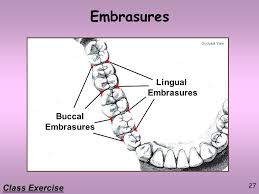 Embrasures
Occlusal View
Lingual
Embrasures
Buccal
Embrasures
Class Exercise
27